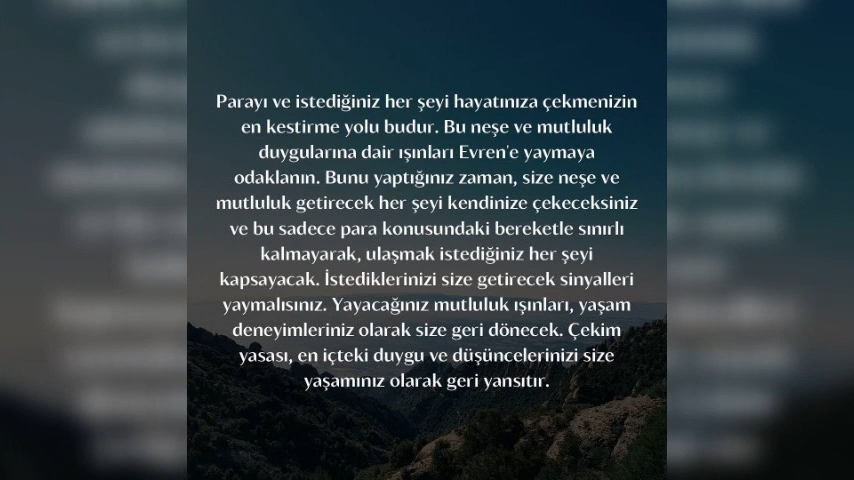 Parayı ve istediğiniz her şeyi hayatınıza çekmenizin
en kestirme yolu budur. Bu neşe ve mutluluk
duygularına dair ışınları Evren'e yaymaya
odaklanın. Bunu yaptığınız zaman, size neşe ve
mutluluk getirecek her şeyi kendinize çekeceksiniz
ve bu sadece para konusundaki bereketle sınırlı
kalmayarak, ulaşmak istediğiniz her şeyi
kapsayacak. İstediklerinizi size getirecek sinyalleri
yaymalısınız. Yayacağınız mutluluk ışınları, yaşam
deneyimleriniz olarak size geri dönecek. Çekim
yasası, en içteki duygu ve düşüncelerinizi size
yaşamınız olarak geri yansıtır.